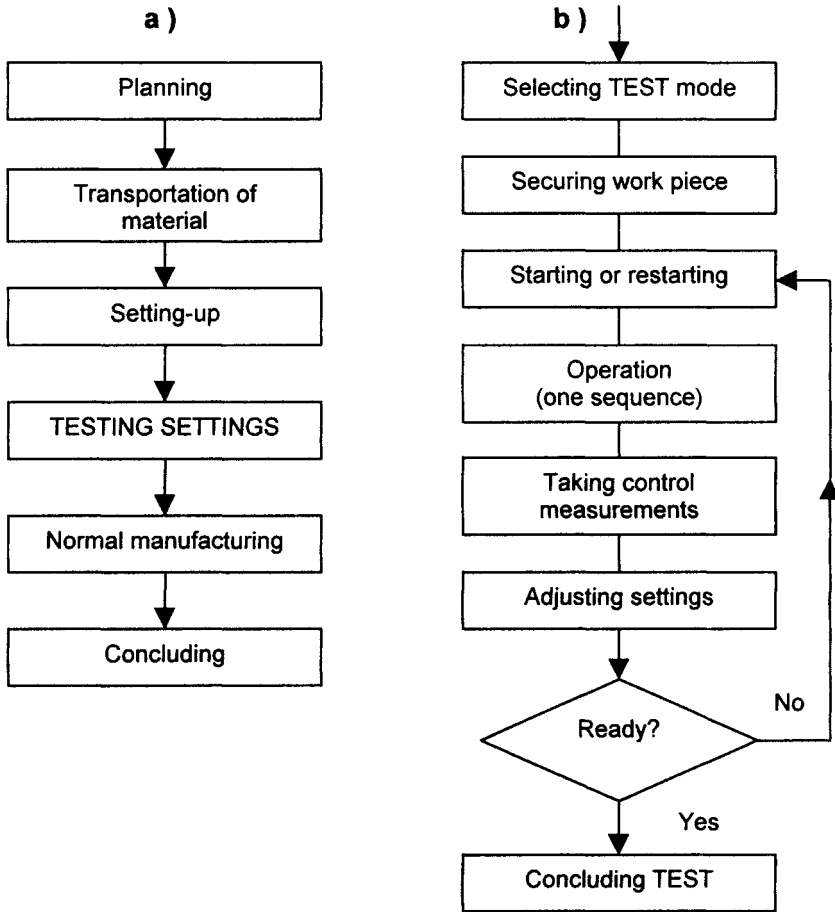 a )
Planning
Transportation of
material
Setting-up
TESTING SETTINGS
Normal manufacturing
Concluding
b )
Selecting TEST mode
Securing work piece
Starting or restarting
Operation
(one sequence)
Taking control
measurements
Adjusting settings
Ready?
No
Yes
Concluding TEST